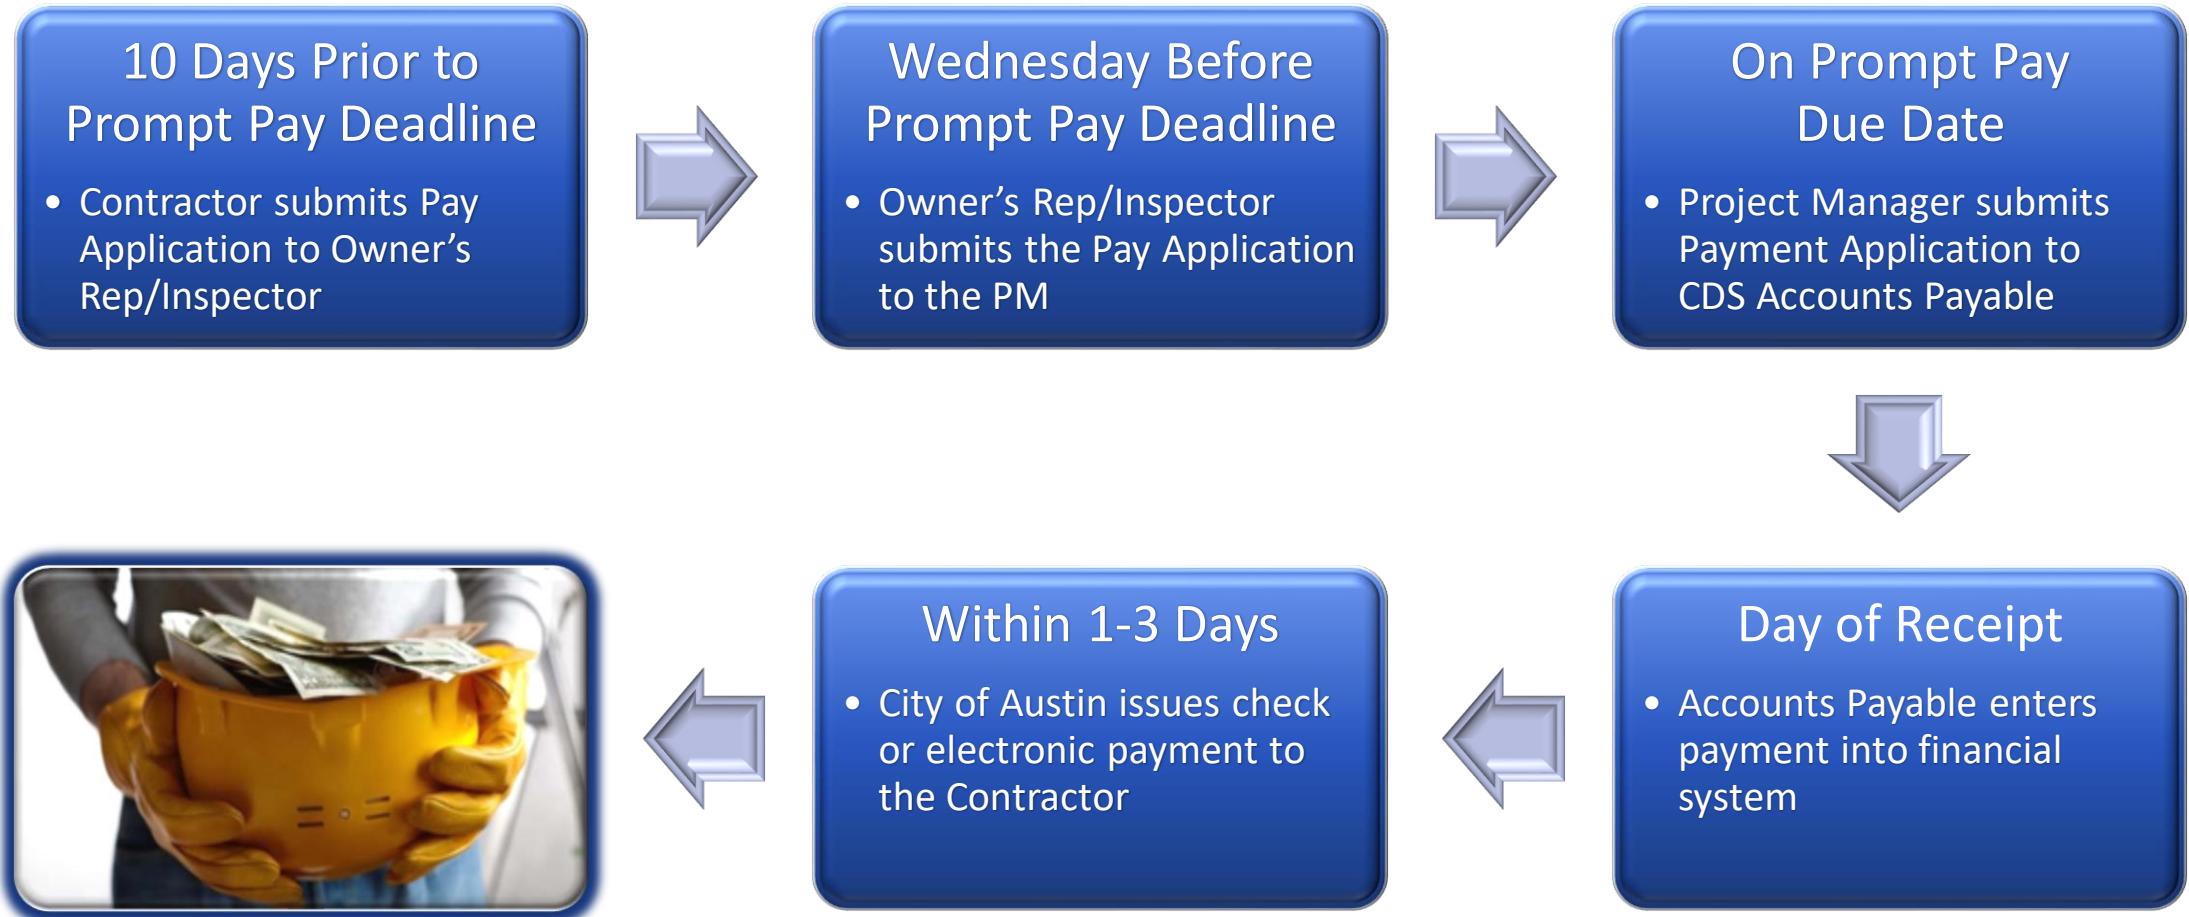 10 Days Prior to
Prompt Pay Deadline
• Contractor submits Pay
Application to Owner’s
Rep/Inspector
Wednesday Before
Prompt Pay Deadline
• Owner’s Rep/Inspector
submits the Pay Application
to the PM
On Prompt Pay
Due Date
• Project Manager submits
Payment Application to
CDS Accounts Payable
Day of Receipt
• Accounts Payable enters
payment into financial
system
Within 1-3 Days
• City of Austin issues check
or electronic payment to
the Contractor